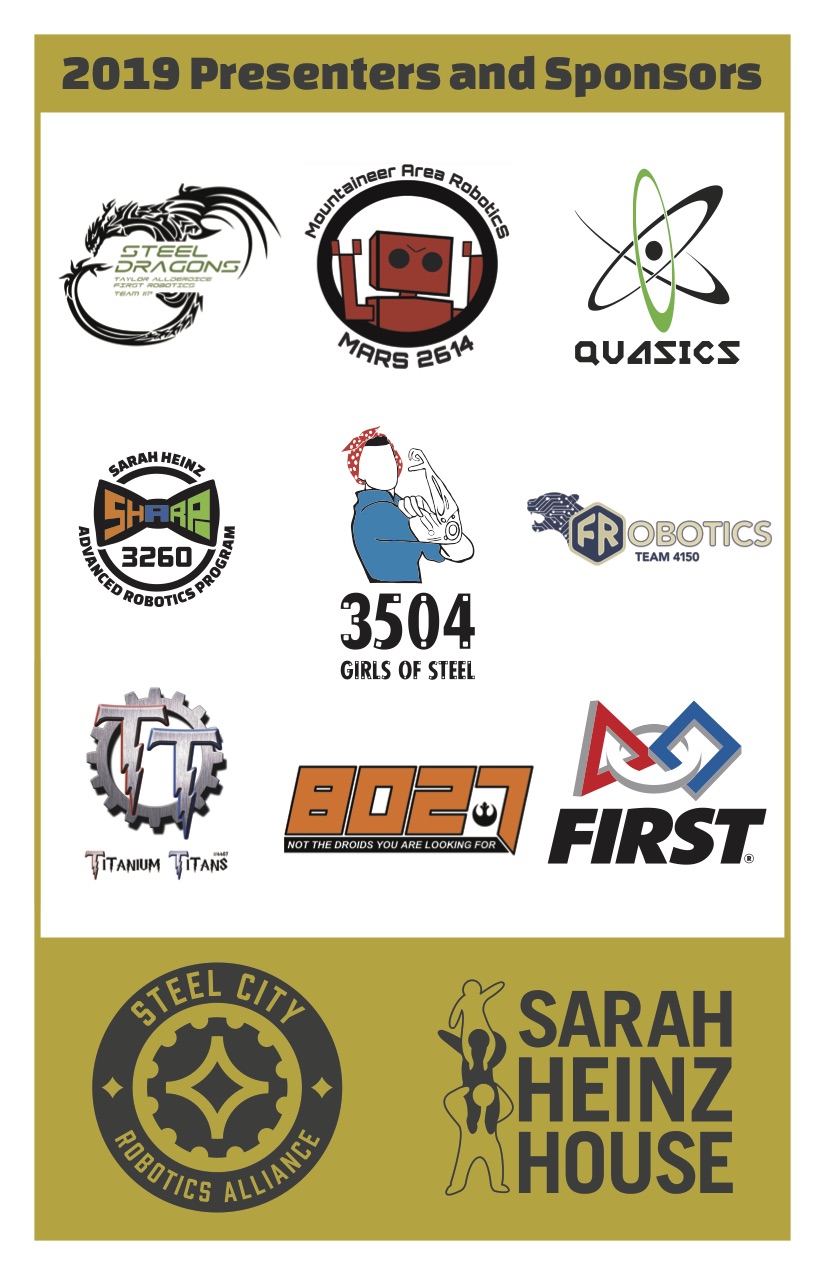 2019 Presenters and Sponsors
STEEL
DRAGONS
TAYLOR ALLDERDICE
FIRST ROBOTICS
TEAM
Mountaineer Area Robotics
MARS 2614
QUASICS
SARAH HEINZ
SHARP
3260
ADVANCED ROBOTICS PROGRAM
3504
GIRLS OF STEEL
FROBOTICS
TEAM 4150
TT
TITANIUM TITANS
8027
NOT THE DROIDS YOU ARE LOOKING FOR
FIRST®
STEEL CITY
ROBOTICS ALLIANCE
SARAH
HEINZ
HOUSE